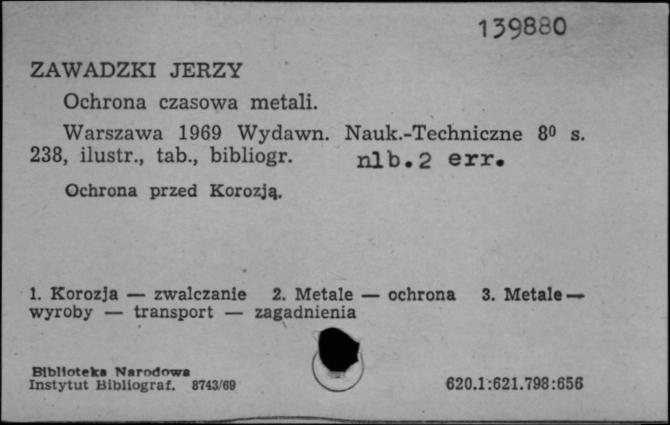 139880
ZAWADZKI JERZY
Ochrona czasowa metali.
Warszawa 1969 Wydawn. Nauk.-Techniczne 8⁰ s.
238, ilustr., tab., bibliogr. nlb.2 err.
Ochrona przed Korozją.
1. Korozja — zwalczanie 2. Metale — ochrona 3. Metale —
wyroby — transport — zagadnienia
Biblioteka Narodowa
Instytut Bibliograf. 8743/69
620.1:621.798:656